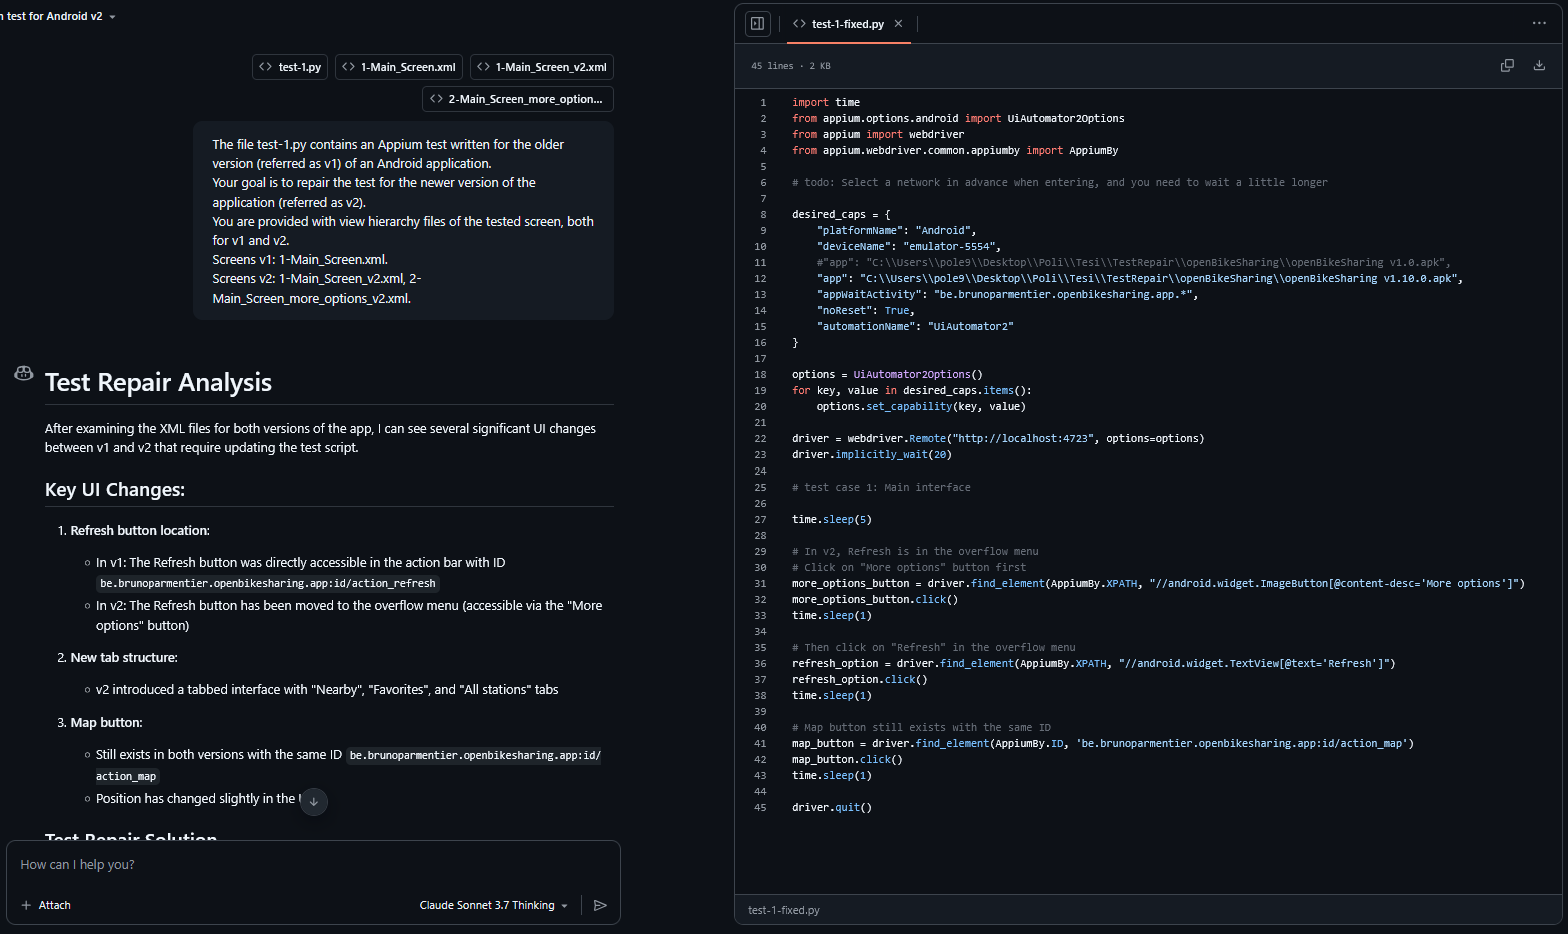 n test for Android v2
test-1.py
1-Main_Screen.xml
1-Main_Screen_v2.xml
2-Main_Screen_more_option...
The file test-1.py contains an Appium test written for the older
version (referred as v1) of an Android application.
Your goal is to repair the test for the newer version of the
application (referred as v2).
You are provided with view hierarchy files of the tested screen, both
for v1 and v2.
Screens v1: 1-Main_Screen.xml.
Screens v2: 1-Main_Screen_v2.xml, 2-
Main_Screen_more_options_v2.xml.
Test Repair Analysis
After examining the XML files for both versions of the app, I can see several significant UI changes
between v1 and v2 that require updating the test script.
Key UI Changes:
1. Refresh button location:
In v1: The Refresh button was directly accessible in the action bar with ID
be.brunoparmentier.openbikesharing.app:id/action_refresh
In v2: The Refresh button has been moved to the overflow menu (accessible via the "More
options" button)
2. New tab structure:
v2 introduced a tabbed interface with "Nearby", "Favorites", and "All stations" tabs
3. Map button:
Still exists in both versions with the same ID be.brunoparmentier.openbikesharing.app:id/
action_map
Position has changed slightly in the
Test Repair Solution
How can I help you?
Attach
Claude Sonnet 3.7 Thinking
test-1-fixed.py
45 lines · 2 KB
1 import time
2 from appium.options.android import UiAutomator2Options
3 from appium import webdriver
4 from appium.webdriver.common.appiumby import AppiumBy
5
6 # todo: Select a network in advance when entering, and you need to wait a little longer
7
8 desired_caps = {
9 "platformName": "Android",
10 "deviceName": "emulator-5554",
11 #"app": "C:\\Users\\pole9\\Desktop\\Poli\\Tesi\\TestRepair\\openBikeSharing\\openBikeSharing v1.0.apk",
12 "app": "C:\\Users\\pole9\\Desktop\\Poli\\Tesi\\TestRepair\\openBikeSharing\\openBikeSharing v1.10.0.apk",
13 "appWaitActivity": "be.brunoparmentier.openbikesharing.app.*",
14 "noReset": True,
15 "automationName": "UiAutomator2"
16 }
17
18 options = UiAutomator2Options()
19 for key, value in desired_caps.items():
20 options.set_capability(key, value)
21
22 driver = webdriver.Remote("http://localhost:4723", options=options)
23 driver.implicitly_wait(20)
24
25 # test case 1: Main interface
26
27 time.sleep(5)
28
29 # In v2, Refresh is in the overflow menu
30 # Click on "More options" button first
31 more_options_button = driver.find_element(AppiumBy.XPATH, "//android.widget.ImageButton[@content-desc='More options']")
32 more_options_button.click()
33 time.sleep(1)
34
35 # Then click on "Refresh" in the overflow menu
36 refresh_option = driver.find_element(AppiumBy.XPATH, "//android.widget.TextView[@text='Refresh']")
37 refresh_option.click()
38 time.sleep(1)
39
40 # Map button still exists with the same ID
41 map_button = driver.find_element(AppiumBy.ID, 'be.brunoparmentier.openbikesharing.app:id/action_map')
42 map_button.click()
43 time.sleep(1)
44
45 driver.quit()
test-1-fixed.py